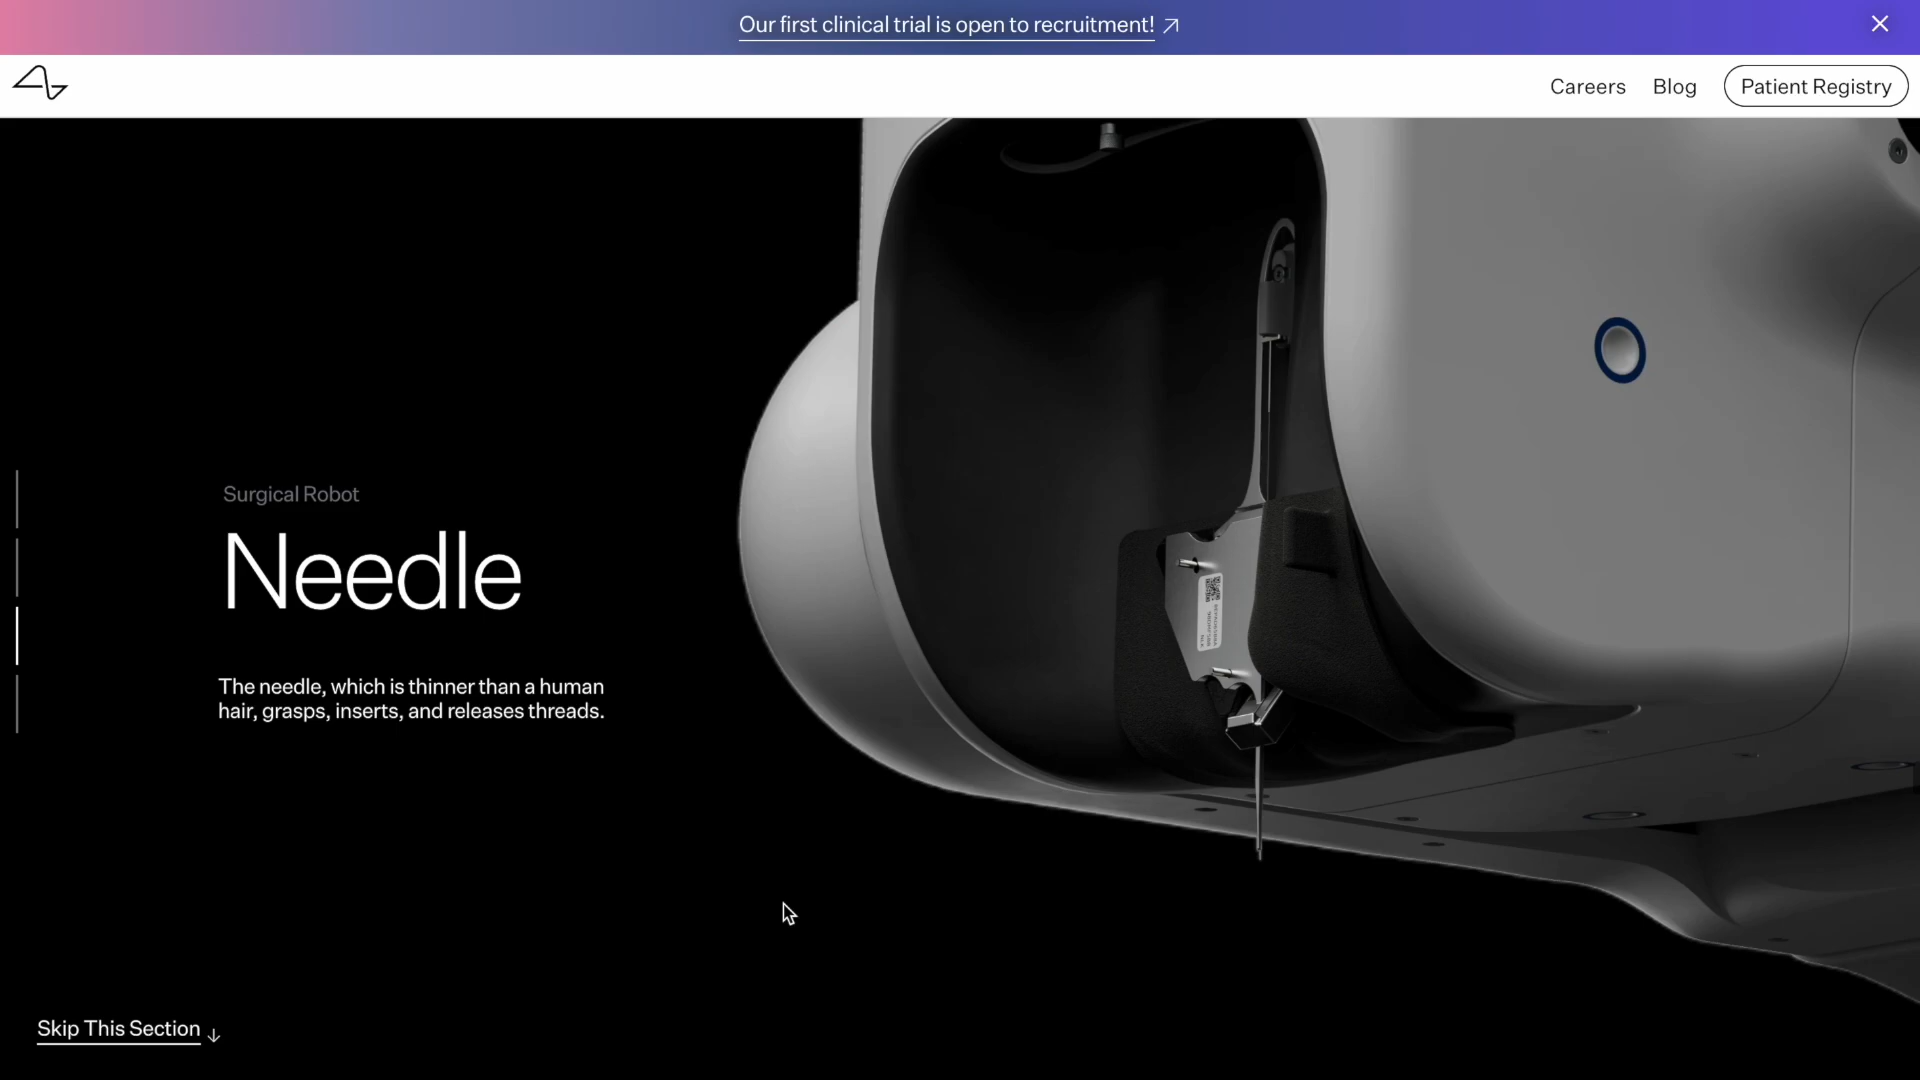 Our first clinical trial is open to recruitment!
Careers
Blog
Patient Registry
Surgical Robot
Needle
The needle, which is thinner than a human
hair, grasps, inserts, and releases threads.
Skip This Section